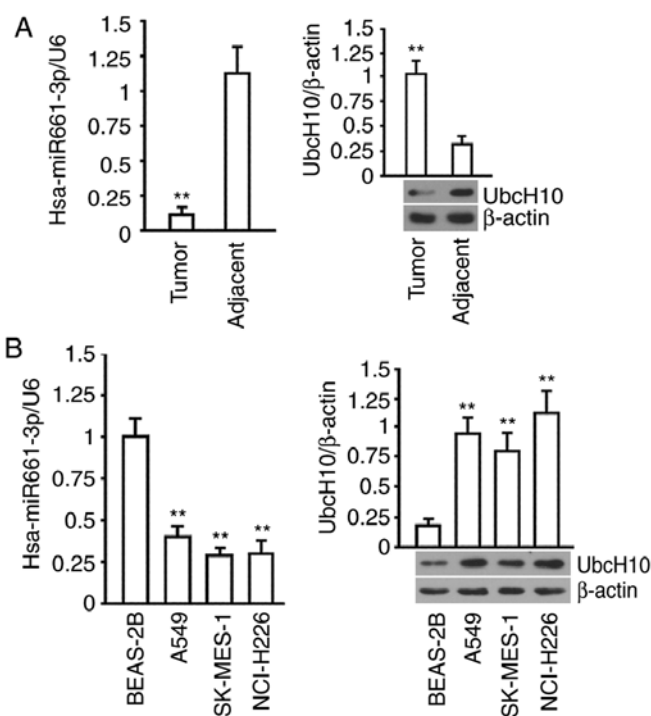 A
Hsa-miR661-3p/U6
1.5
1.25
1
0.75
0.5
0.25
0
**
Tumor
Adjacent
UbcH10/β-actin
1.5
1.25
1
0.75
0.5
0.25
0
**
UbcH10
β-actin
Tumor
Adjacent
B
Hsa-miR661-3p/U6
1.5
1.25
1
0.75
0.5
0.25
0
** ** **
BEAS-2B
A549
SK-MES-1
NCI-H226
UbcH10/β-actin
1.5
1.25
1
0.75
0.5
0.25
0
** ** **
UbcH10
β-actin
BEAS-2B
A549
SK-MES-1
NCI-H226